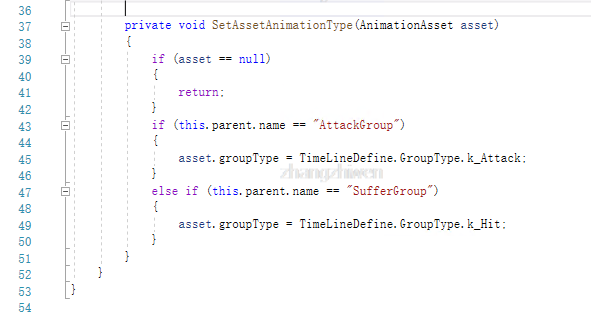 36
37 private void SetAssetAnimationType(AnimationAsset asset)
38 {
39 if (asset == null)
40 {
41 return;
42 }
43 if (this.parent.name == "AttackGroup")
44 {
45 asset.groupType = TimeLineDefine.GroupType.k_Attack;
46 }
47 else if (this.parent.name == "SufferGroup")
48 {
49 asset.groupType = TimeLineDefine.GroupType.k_Hit;
50 }
51 }
52 }
53 }
54